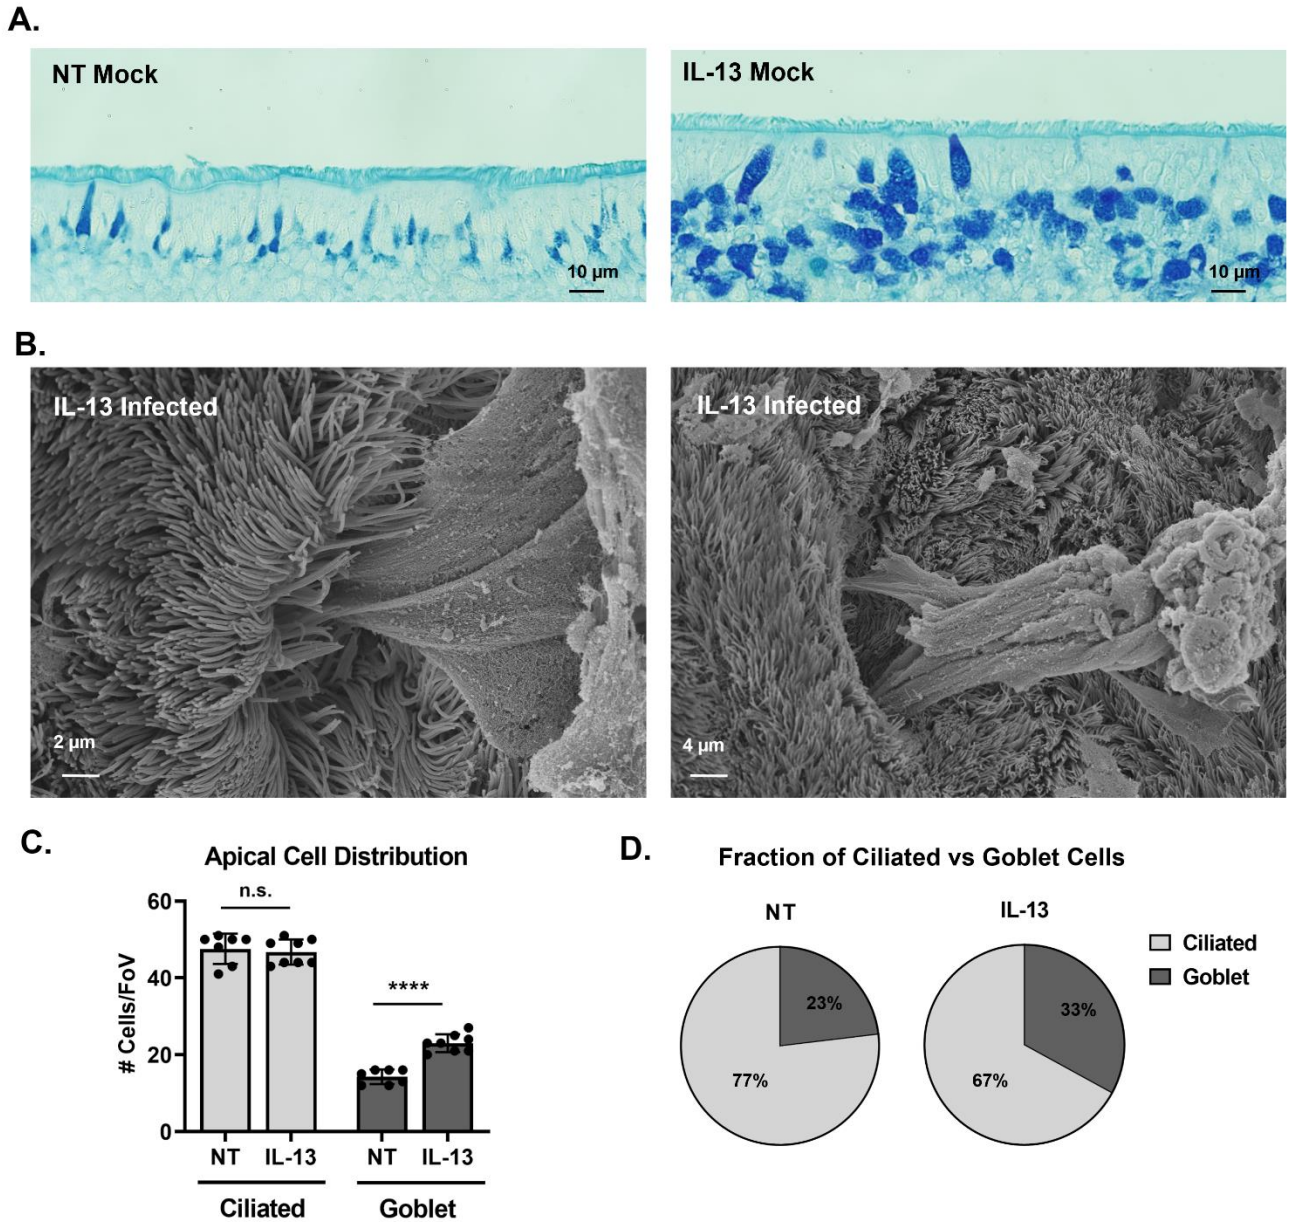 A.
NT Mock
IL-13 Mock
10 µm
10 µm
B.
IL-13 Infected
IL-13 Infected
2 µm
4 µm
C.
Apical Cell Distribution
n.s.
****
# Cells/FoV
60
40
20
0
NT
IL-13
NT
IL-13
Ciliated
Goblet
D.
Fraction of Ciliated vs Goblet Cells
NT
IL-13
23%
77%
33%
67%
Ciliated
Goblet